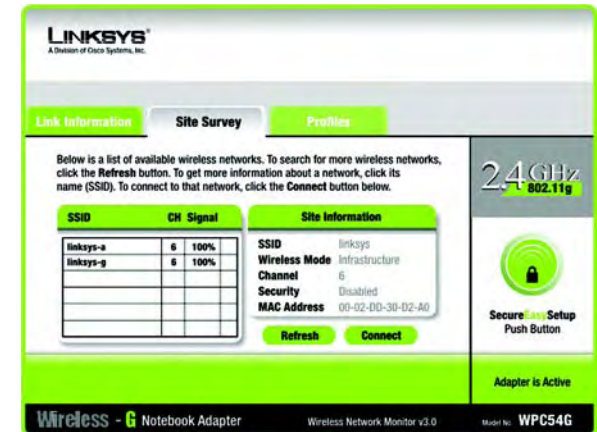 LINKSYS®
A Division of Cisco Systems, Inc.
Link Information Site Survey Profiles
Below is a list of available wireless networks. To search for more wireless networks,
click the Refresh button. To get more information about a network, click its
name (SSID). To connect to that network, click the Connect button below.
SSID CH Signal
linksys-a 6 100%
linksys-g 6 100%
Site Information
SSID linksys
Wireless Mode Infrastructure
Channel 6
Security Disabled
MAC Address 00-02-DD-30-D2-A0
Refresh Connect
2.4GHz
802.11g
SecureEasySetup
Push Button
Adapter is Active
Wireless - G Notebook Adapter Wireless Network Monitor v3.0 Model No. WPC54G